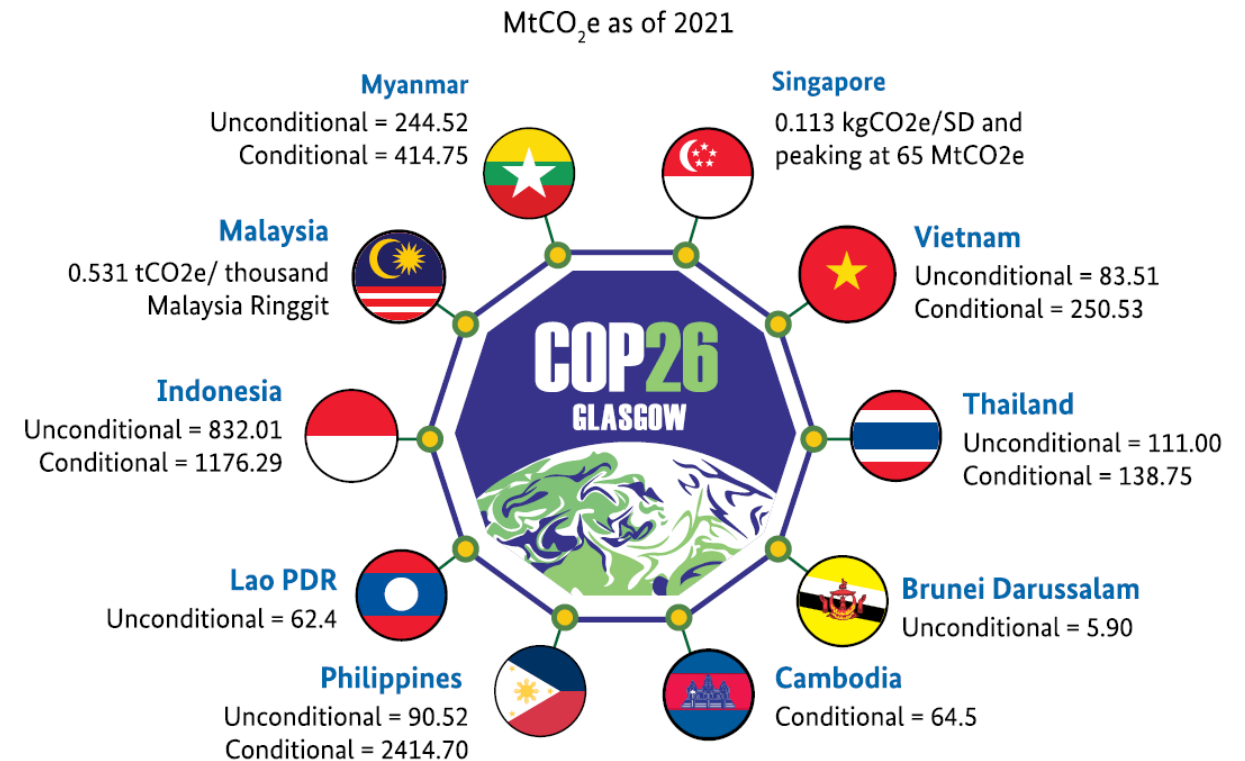 MtCO₂e as of 2021
Myanmar
Unconditional = 244.52
Conditional = 414.75
Singapore
0.113 kgCO2e/SD and
peaking at 65 MtCO2e
Malaysia
0.531 tCO2e/ thousand
Malaysia Ringgit
Vietnam
Unconditional = 83.51
Conditional = 250.53
COP26
GLASGOW
Indonesia
Unconditional = 832.01
Conditional = 1176.29
Thailand
Unconditional = 111.00
Conditional = 138.75
Lao PDR
Unconditional = 62.4
Brunei Darussalam
Unconditional = 5.90
Philippines
Unconditional = 90.52
Conditional = 2414.70
Cambodia
Conditional = 64.5